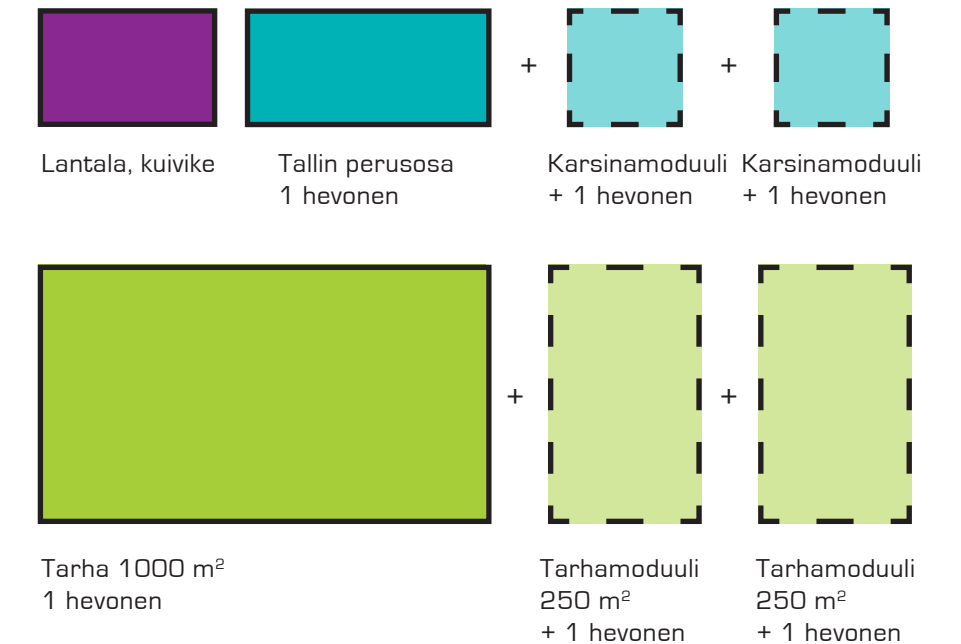 + +
Lantala, kuivike
Tallin perusosa
1 hevonen
Karsinamoduuli
+ 1 hevonen
Karsinamoduuli
+ 1 hevonen
+ +
Tarha 1000 m²
1 hevonen
Tarhamoduuli
250 m²
+ 1 hevonen
Tarhamoduuli
250 m²
+ 1 hevonen